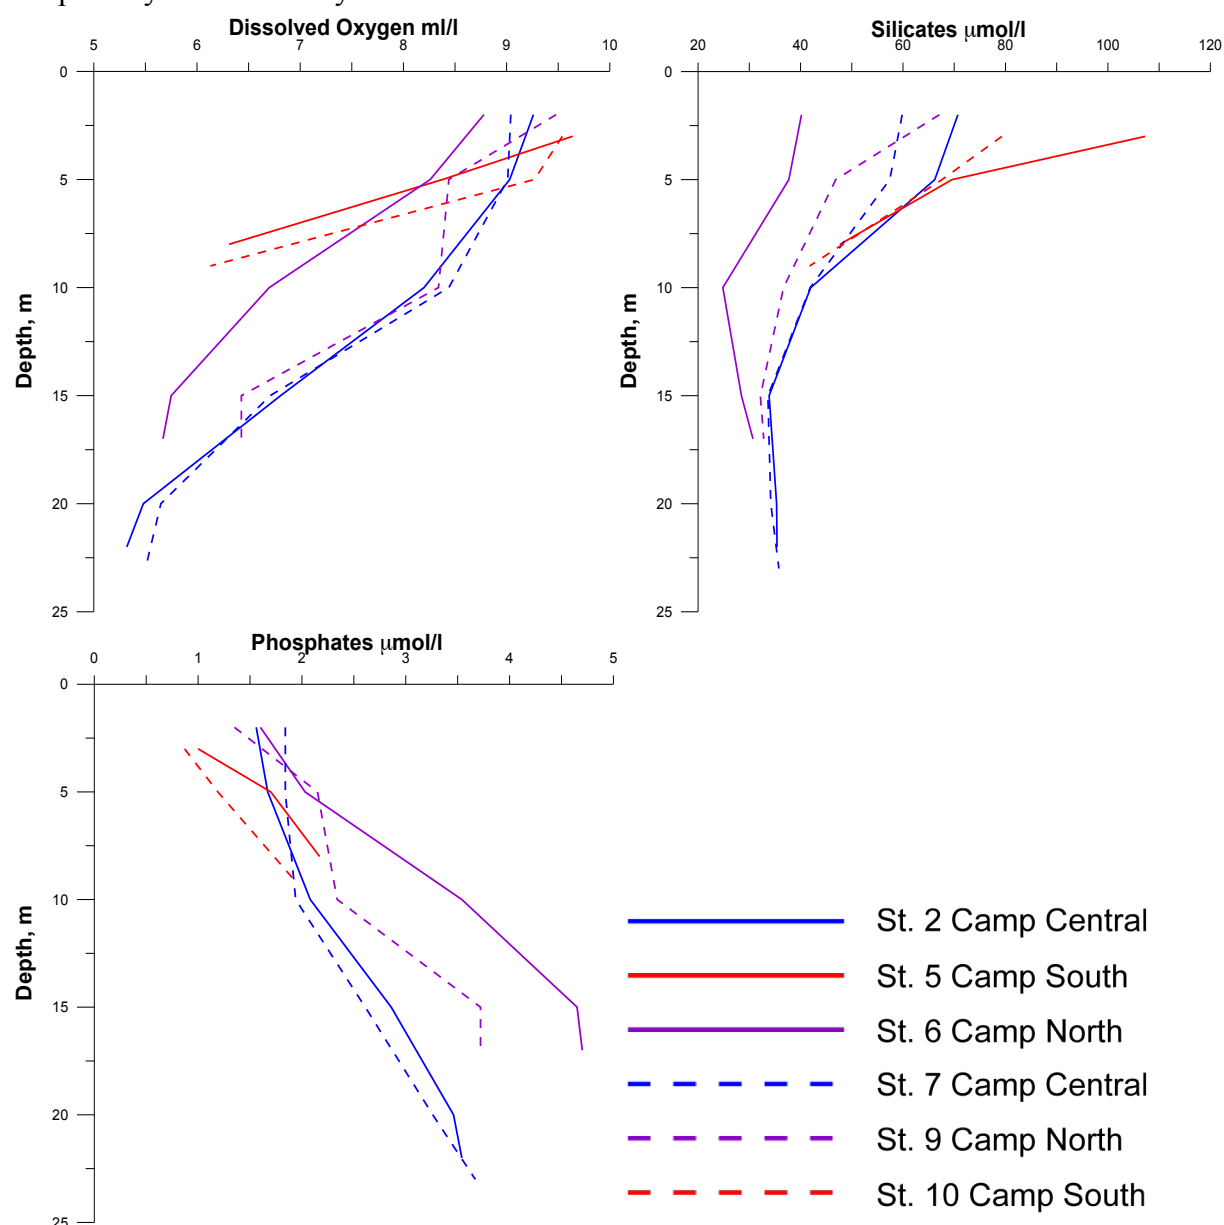 Dissolved Oxygen ml/l
5 6 7 8 9 10
0
5
10
15
20
25
Depth, m
Silicates μmol/l
20 40 60 80 100 120
0
5
10
15
20
25
Depth, m
Phosphates μmol/l
0 1 2 3 4 5
0
5
10
15
20
25
Depth, m
St. 2 Camp Central
St. 5 Camp South
St. 6 Camp North
St. 7 Camp Central
St. 9 Camp North
St. 10 Camp South